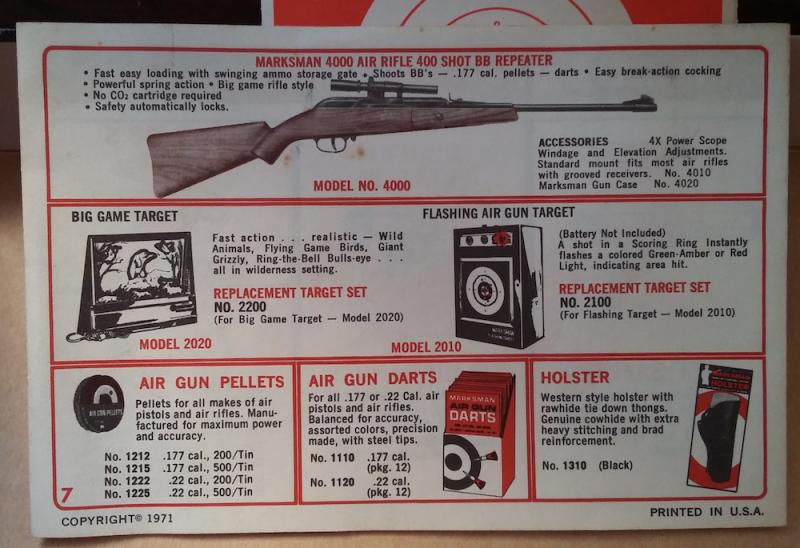 MARKSMAN 4000 AIR RIFLE 400 SHOT BB REPEATER
• Fast easy loading with swinging ammo storage gate • Shoots BB's — .177 cal. pellets — darts • Easy break-action cocking
• Powerful spring action • Big game rifle style
• No CO₂ cartridge required
• Safety automatically locks.
ACCESSORIES 4X Power Scope
Windage and Elevation Adjustments.
Standard mount fits most air rifles
with grooved receivers. No. 4010
Marksman Gun Case No. 4020
MODEL NO. 4000
BIG GAME TARGET
Fast action . . . realistic — Wild
Animals, Flying Game Birds, Giant
Grizzly, Ring-the-Bell Bulls-eye . . .
all in wilderness setting.
REPLACEMENT TARGET SET
NO. 2200
(For Big Game Target — Model 2020)
MODEL 2020
FLASHING AIR GUN TARGET
(Battery Not Included)
A shot in a Scoring Ring Instantly
flashes a colored Green-Amber or Red
Light, indicating area hit.
REPLACEMENT TARGET SET
NO. 2100
(For Flashing Target — Model 2010)
MODEL 2010
AIR GUN PELLETS
AIR GUN PELLETS
Pellets for all makes of air
pistols and air rifles. Manu-
factured for maximum power
and accuracy.
No. 1212 .177 cal., 200/Tin
No. 1215 .177 cal., 500/Tin
No. 1222 .22 cal., 200/Tin
No. 1225 .22 cal., 500/Tin
7
AIR GUN DARTS
For all .177 or .22 Cal. air
pistols and air rifles.
Balanced for accuracy,
assorted colors, precision
made, with steel tips.
No. 1110 .177 cal.
(pkg. 12)
No. 1120 .22 cal.
(pkg. 12)
MARKSMAN
AIR GUN
DARTS
HOLSTER
Western style holster with
rawhide tie down thongs.
Genuine cowhide with extra
heavy stitching and brad
reinforcement.
No. 1310 (Black)
MARKSMAN
HOLSTER
COPYRIGHT© 1971
PRINTED IN U.S.A.